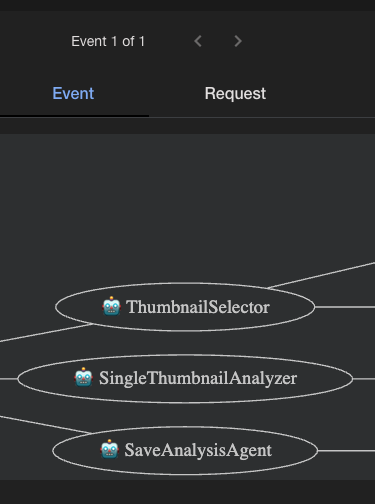 Event 1 of 1
Event Request
🤖 ThumbnailSelector
🤖 SingleThumbnailAnalyzer
🤖 SaveAnalysisAgent